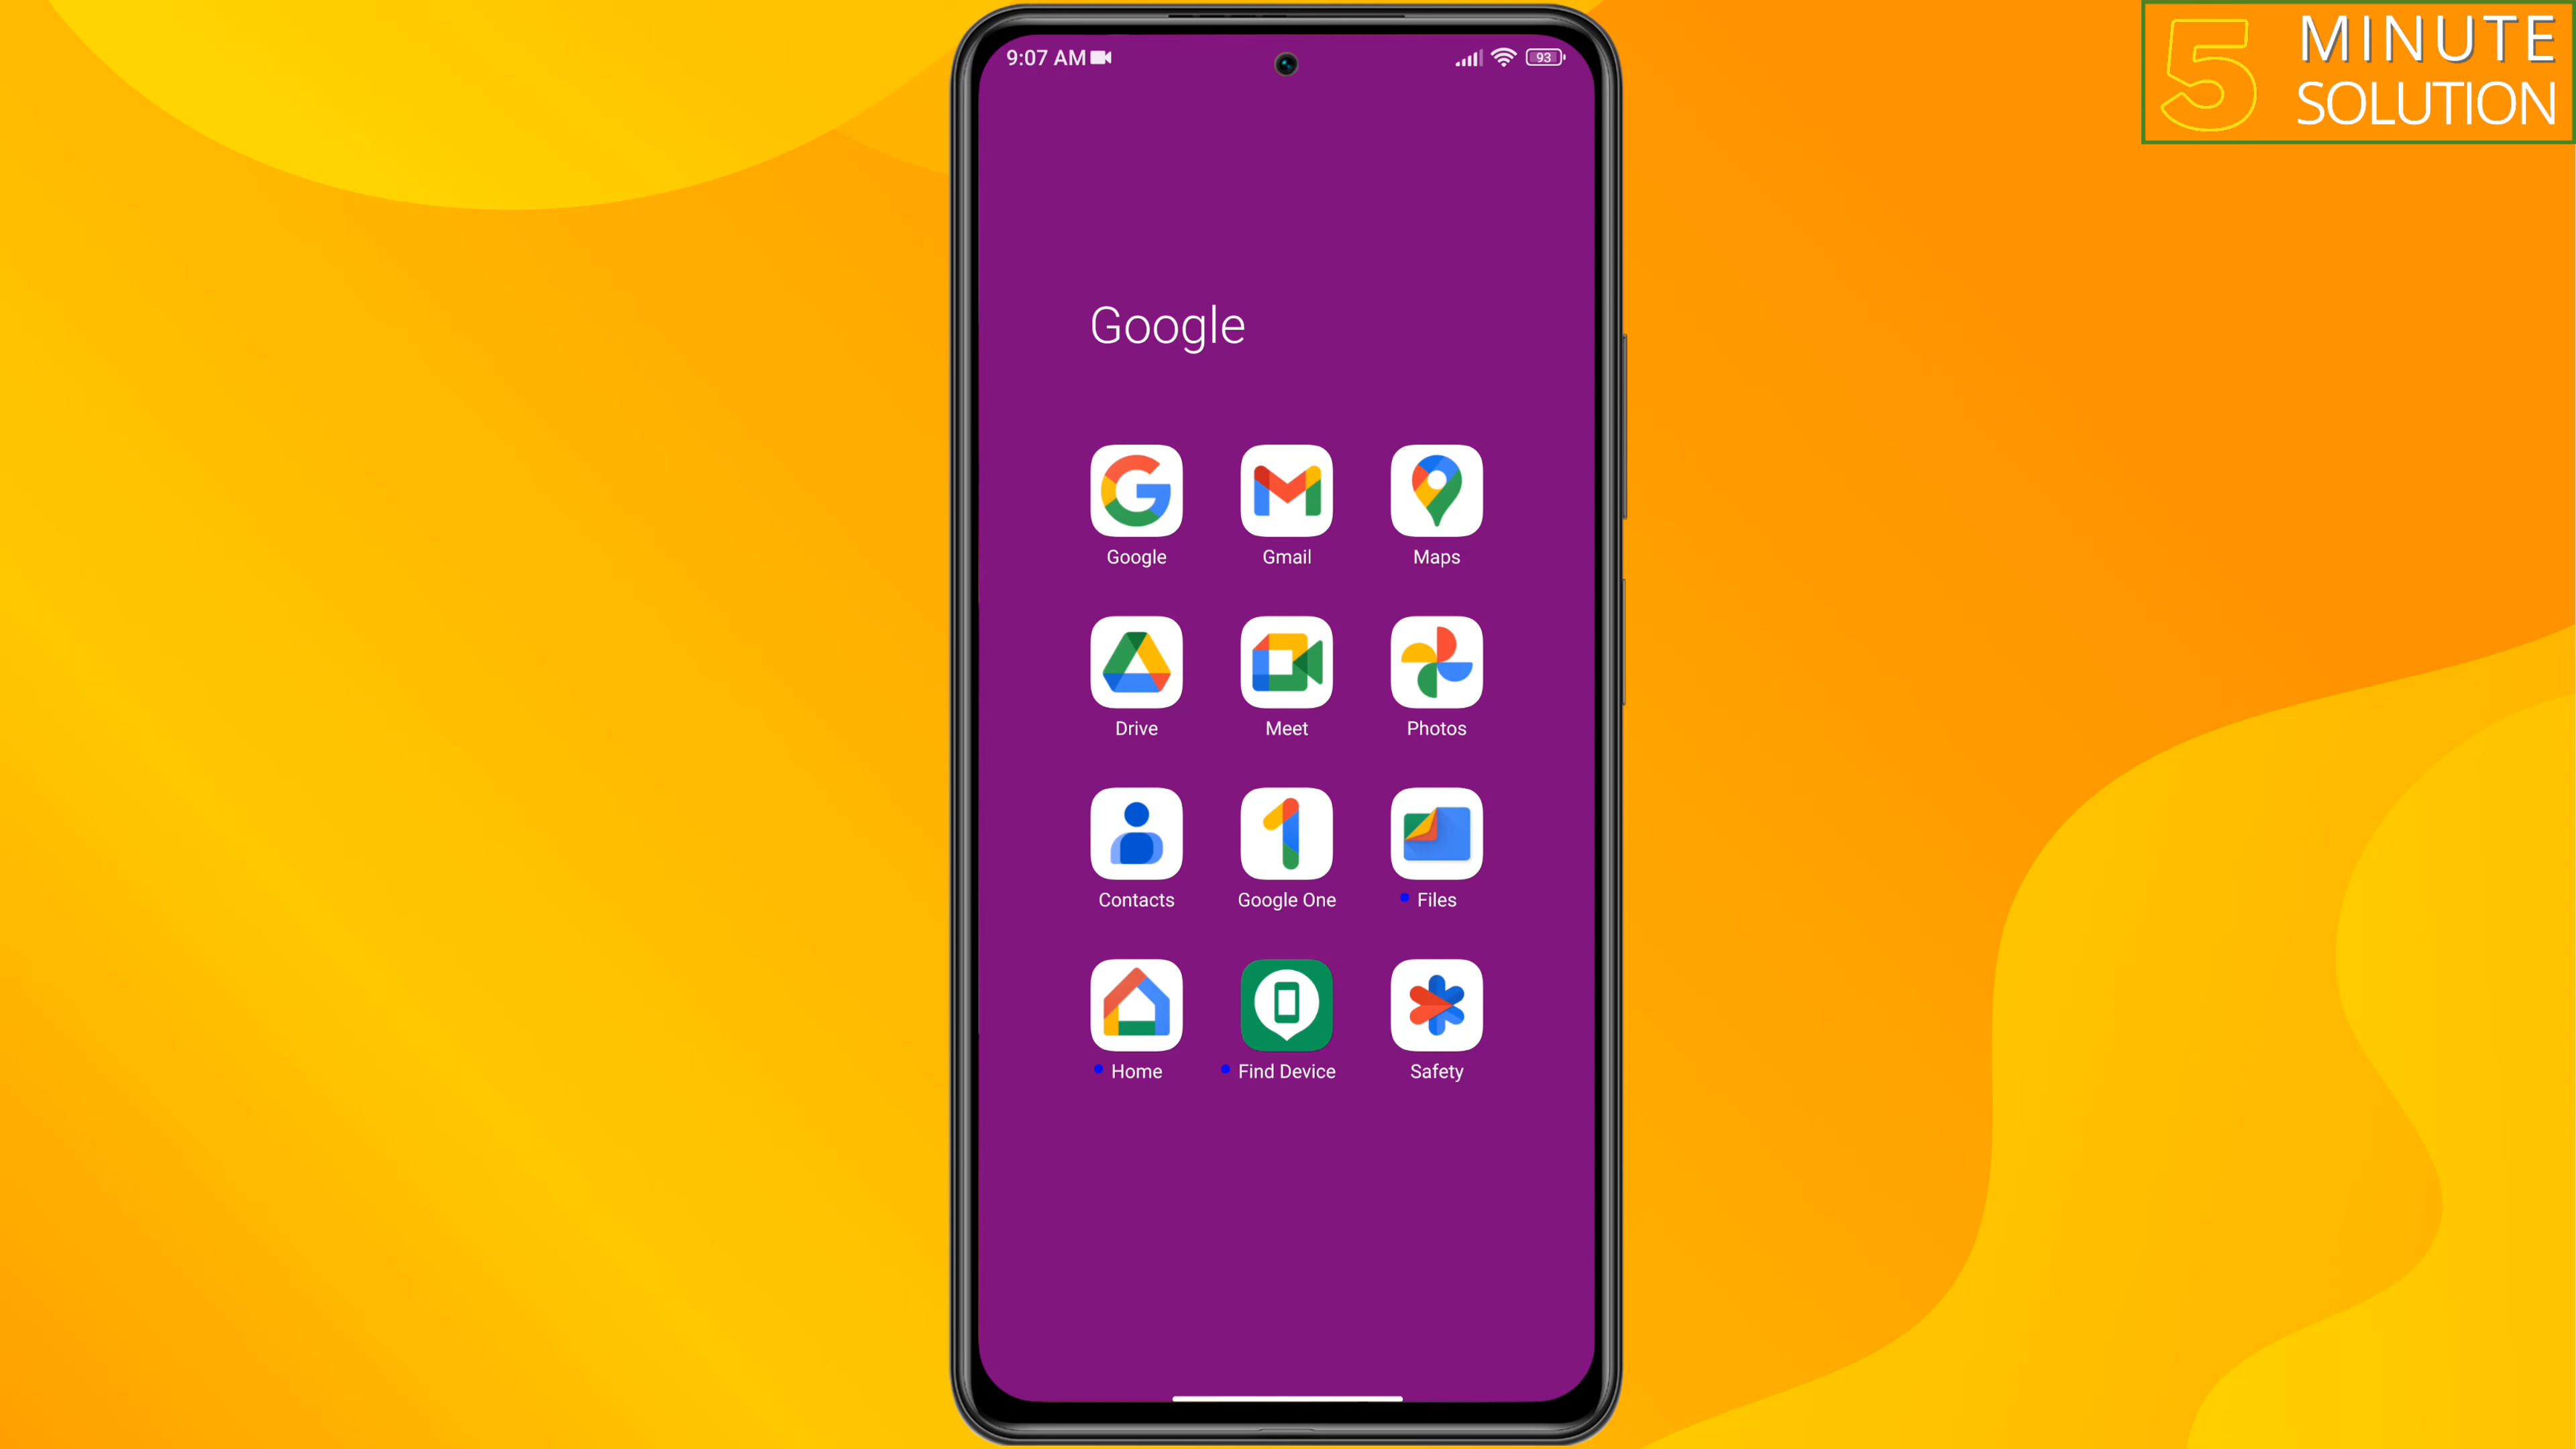 9:07 AM
93
5 MINUTE
SOLUTION
Google
Google
Gmail
Maps
Drive
Meet
Photos
Contacts
Google One
Files
Home
Find Device
Safety